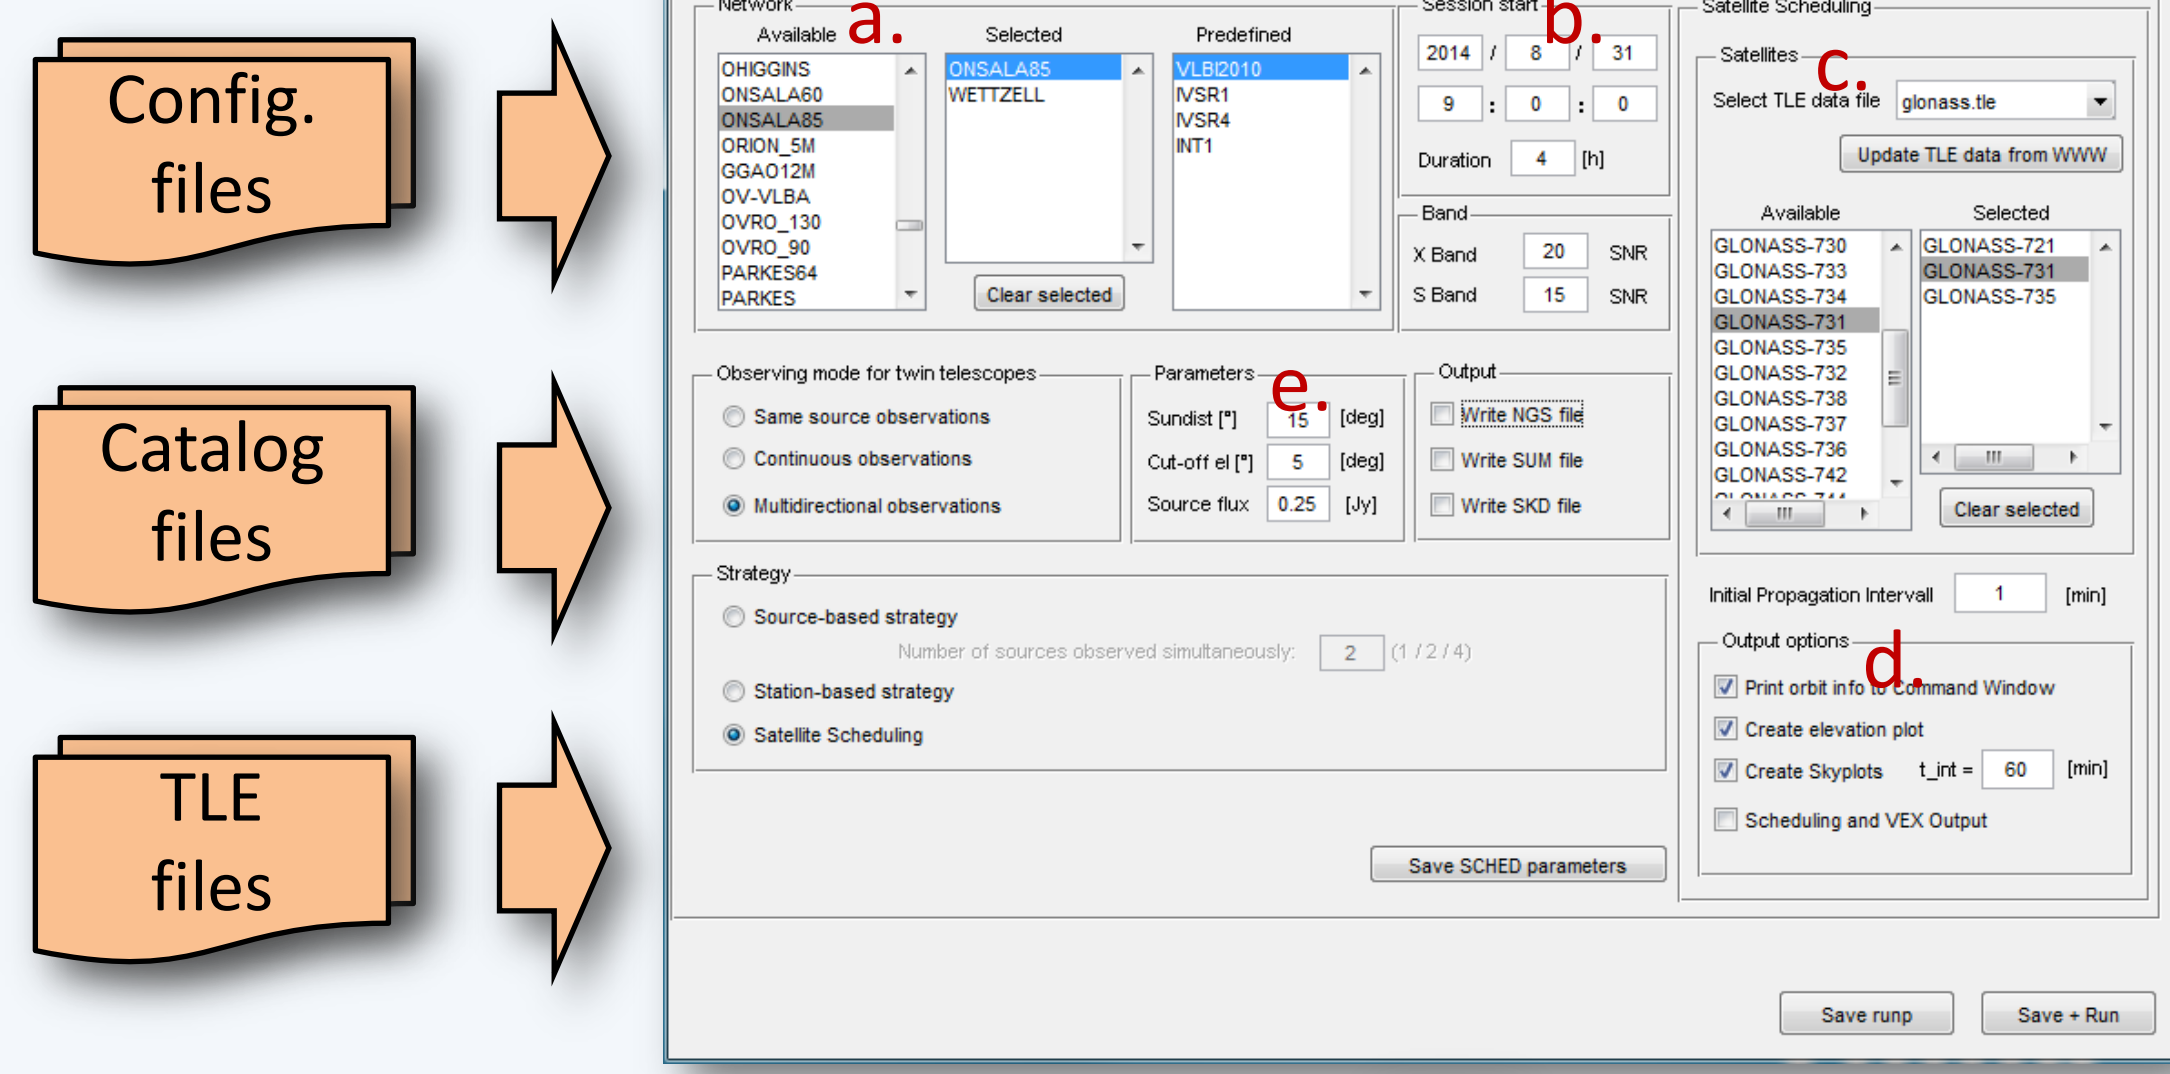 Config.
files
Catalog
files
TLE
files
Network
a.
Available
OHIGGINS
ONSALA60
ONSALA85
ORION_5M
GGAO12M
OV-VLBA
OVRO_130
OVRO_90
PARKES64
PARKES
Selected
ONSALA85
WETTZELL
Clear selected
Predefined
VLBI2010
IVSR1
IVSR4
INT1
Session start
b.
2014 / 8 / 31
9 : 0 : 0
Duration 4 [h]
Band
X Band 20 SNR
S Band 15 SNR
Observing mode for twin telescopes
Same source observations
Continuous observations
Multidirectional observations
Parameters
e.
Sundist [°] 15 [deg]
Cut-off el [°] 5 [deg]
Source flux 0.25 [Jy]
Output
Write NGS file
Write SUM file
Write SKD file
Strategy
Source-based strategy
Number of sources observed simultaneously: 2 (1 / 2 / 4)
Station-based strategy
Satellite Scheduling
Save SCHED parameters
Satellite Scheduling
Satellites
c.
Select TLE data file glonass.tle
Update TLE data from WWW
Available
GLONASS-730
GLONASS-733
GLONASS-734
GLONASS-731
GLONASS-735
GLONASS-732
GLONASS-738
GLONASS-737
GLONASS-736
GLONASS-742
GLONASS-744
Selected
GLONASS-721
GLONASS-731
GLONASS-735
Clear selected
Initial Propagation Intervall 1 [min]
Output options
d.
Print orbit info to Command Window
Create elevation plot
Create Skyplots t_int = 60 [min]
Scheduling and VEX Output
Save runp
Save + Run